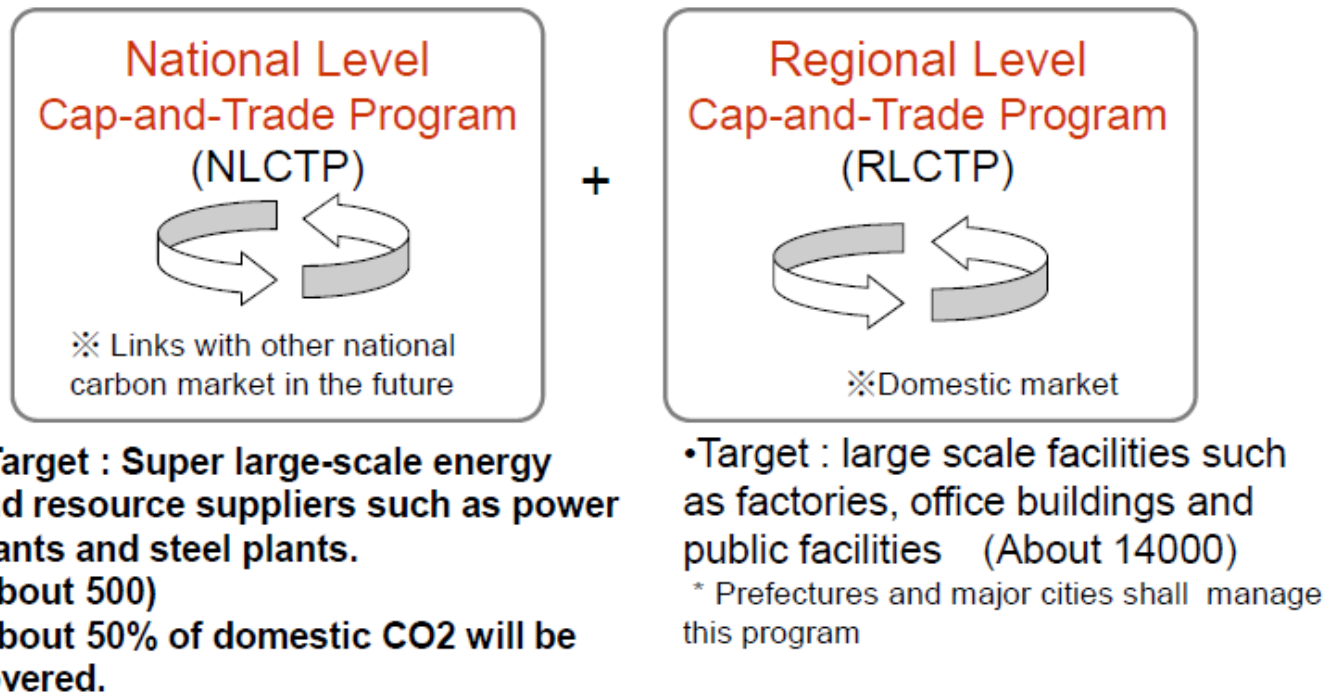 National Level
Cap-and-Trade Program
(NLCTP)
※ Links with other national
carbon market in the future
+
Regional Level
Cap-and-Trade Program
(RLCTP)
※Domestic market
Target : Super large-scale energy
d resource suppliers such as power
ants and steel plants.
bout 500)
bout 50% of domestic CO2 will be
overed.
•Target : large scale facilities such
as factories, office buildings and
public facilities (About 14000)
* Prefectures and major cities shall manage
this program